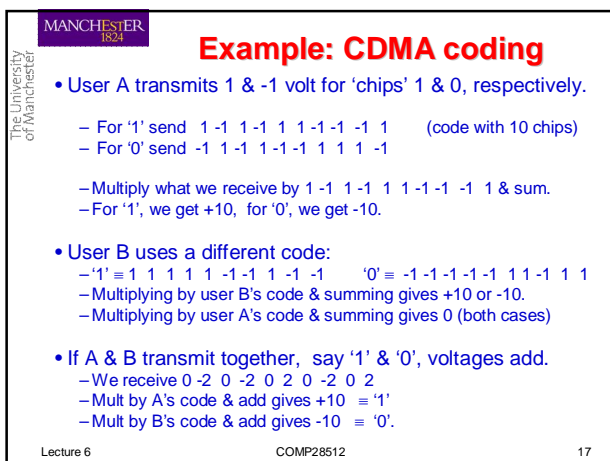 MANCHESTER
1824
The University
of Manchester
Example: CDMA coding
• User A transmits 1 & -1 volt for ‘chips’ 1 & 0, respectively.
– For ‘1’ send 1 -1 1 -1 1 1 -1 -1 -1 1 (code with 10 chips)
– For ‘0’ send -1 1 -1 1 -1 -1 1 1 1 -1
– Multiply what we receive by 1 -1 1 -1 1 1 -1 -1 -1 1 & sum.
– For ‘1’, we get +10, for ‘0’, we get -10.
• User B uses a different code:
– ‘1’ ≡ 1 1 1 1 1 -1 -1 1 -1 -1 ‘0’ ≡ -1 -1 -1 -1 -1 1 1 -1 1 1
– Multiplying by user B’s code & summing gives +10 or -10.
– Multiplying by user A’s code & summing gives 0 (both cases)
• If A & B transmit together, say ‘1’ & ‘0’, voltages add.
– We receive 0 -2 0 -2 0 2 0 -2 0 2
– Mult by A’s code & add gives +10 ≡ ‘1’
– Mult by B’s code & add gives -10 ≡ ‘0’.
Lecture 6 COMP28512 17